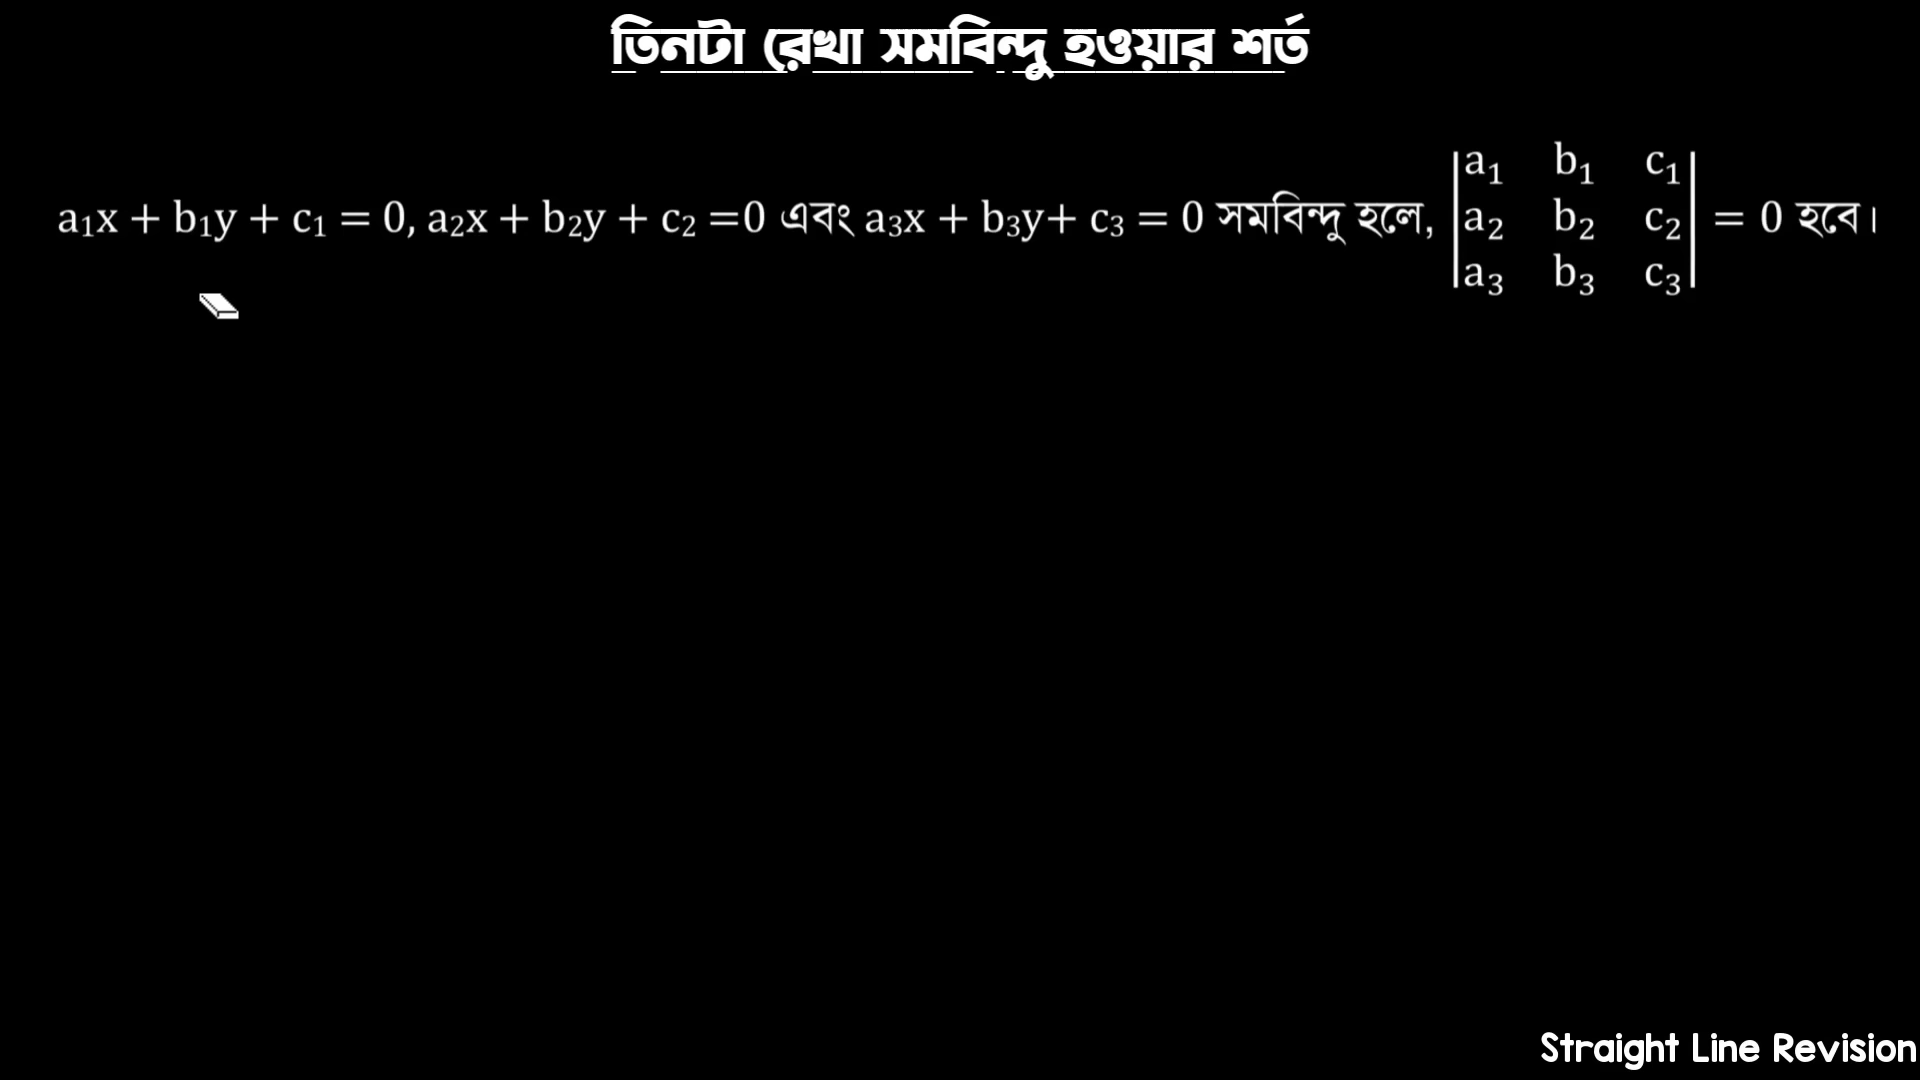 তিনটা রেখা সমবিন্দু হওয়ার শর্ত
a₁x + b₁y + c₁ = 0, a₂x + b₂y + c₂ =0 এবং a₃x + b₃y+ c₃ = 0 সমবিন্দু হলে, |a₁ b₁ c₁; a₂ b₂ c₂; a₃ b₃ c₃| = 0 হবে।
Straight Line Revision